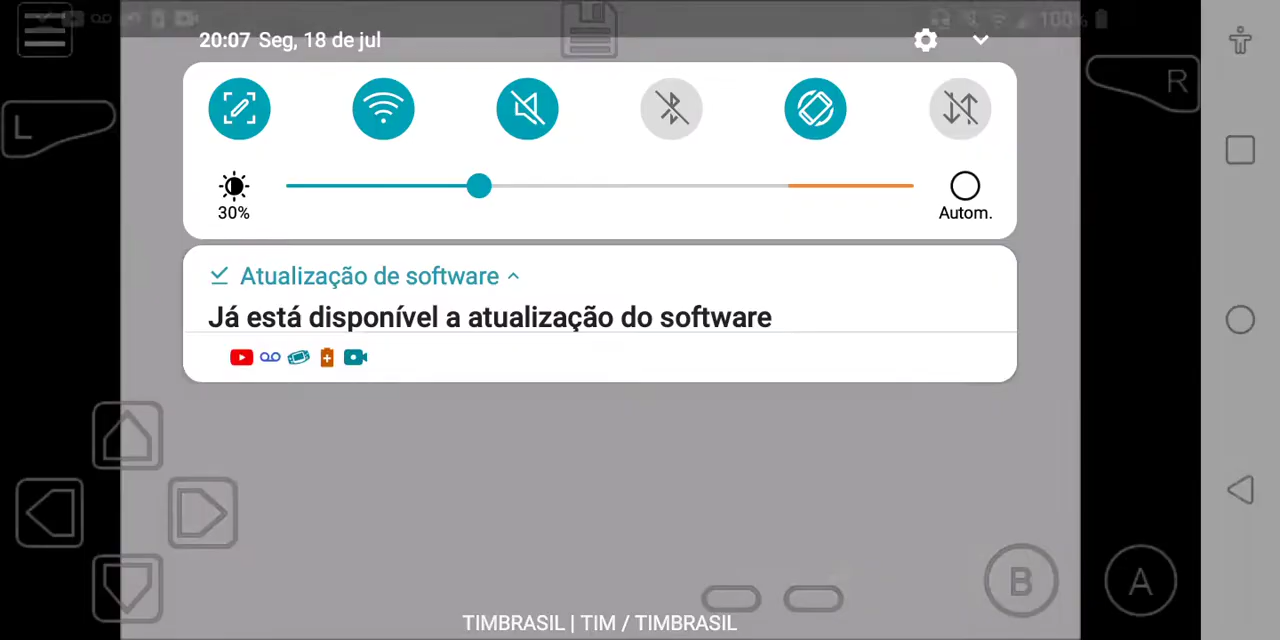 100%
20:07 Seg, 18 de jul
R
L
30%
Autom.
Atualização de software
Já está disponível a atualização do software
B
A
TIMBRASIL | TIM / TIMBRASIL